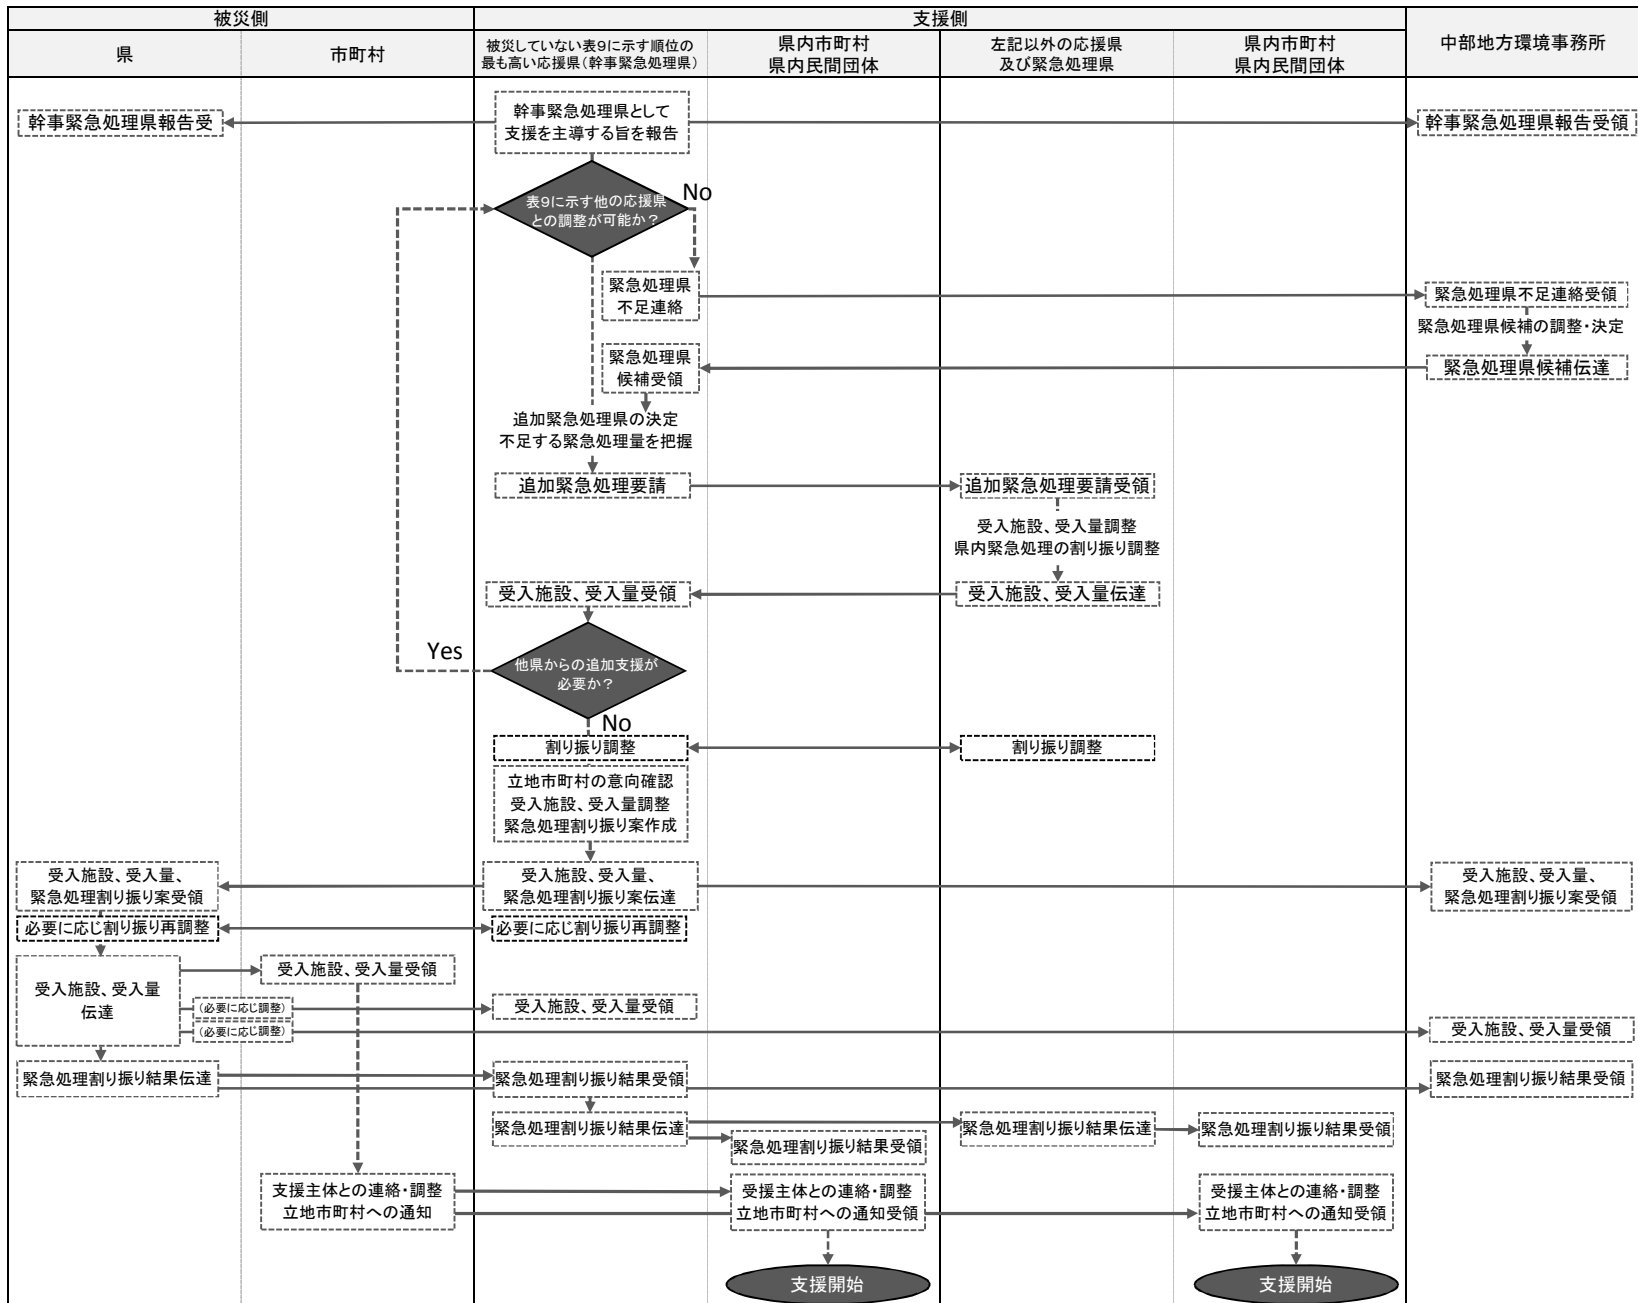 被災側
支援側
県
市町村
被災していない表9に示す順位の
最も高い応援県（幹事緊急処理県）
県内市町村
県内民間団体
左記以外の応援県
及び緊急処理県
県内市町村
県内民間団体
中部地方環境事務所
幹事緊急処理県報告受
幹事緊急処理県として
支援を主導する旨を報告
幹事緊急処理県報告受領
表9に示す他の応援県
との調整が可能か？
No
緊急処理県
不足連絡
緊急処理県不足連絡受領
緊急処理県候補の調整・決定
緊急処理県
候補受領
緊急処理県候補伝達
追加緊急処理県の決定
不足する緊急処理量を把握
追加緊急処理要請
追加緊急処理要請受領
受入施設、受入量調整
県内緊急処理の割り振り調整
受入施設、受入量受領
受入施設、受入量伝達
Yes
他県からの追加支援が
必要か？
No
割り振り調整
割り振り調整
立地市町村の意向確認
受入施設、受入量調整
緊急処理割り振り案作成
受入施設、受入量、
緊急処理割り振り案受領
受入施設、受入量、
緊急処理割り振り案伝達
受入施設、受入量、
緊急処理割り振り案受領
必要に応じ割り振り再調整
必要に応じ割り振り再調整
受入施設、受入量
伝達
受入施設、受入量受領
（必要に応じ調整）
受入施設、受入量受領
（必要に応じ調整）
受入施設、受入量受領
緊急処理割り振り結果伝達
緊急処理割り振り結果受領
緊急処理割り振り結果受領
緊急処理割り振り結果伝達
緊急処理割り振り結果受領
緊急処理割り振り結果伝達
緊急処理割り振り結果受領
支援主体との連絡・調整
立地市町村への通知
受援主体との連絡・調整
立地市町村への通知受領
受援主体との連絡・調整
立地市町村への通知受領
支援開始
支援開始